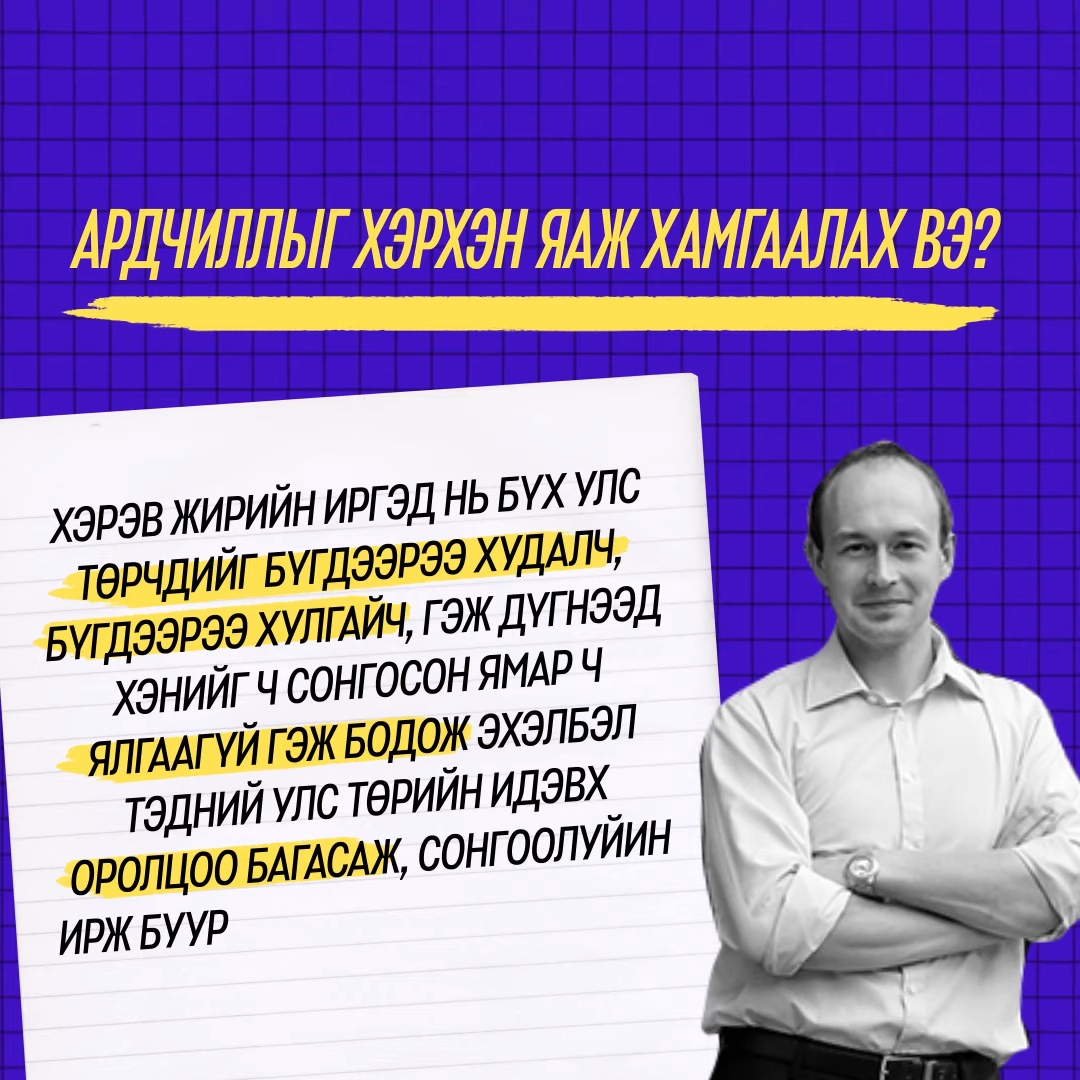 АРДЧИЛЛЫГ ХЭРХЭН ЯАЖ ХАМГААЛАХ ВЭ?
ХЭРЭВ ЖИРИЙН ИРГЭД НЬ БҮХ УЛС
ТӨРЧДИЙГ БҮГДЭЭРЭЭ ХУДАЛЧ,
БҮГДЭЭРЭЭ ХУЛГАЙЧ, ГЭЖ ДҮГНЭЭД
ХЭНИЙГ Ч СОНГОСОН ЯМАР Ч
ЯЛГААГҮЙ ГЭЖ БОДОЖ ЭХЭЛБЭЛ
ТЭДНИЙ УЛС ТӨРИЙН ИДЭВХ
ОРОЛЦОО БАГАСАЖ, СОНГООЛУЙИН
ИРЖ БУУР